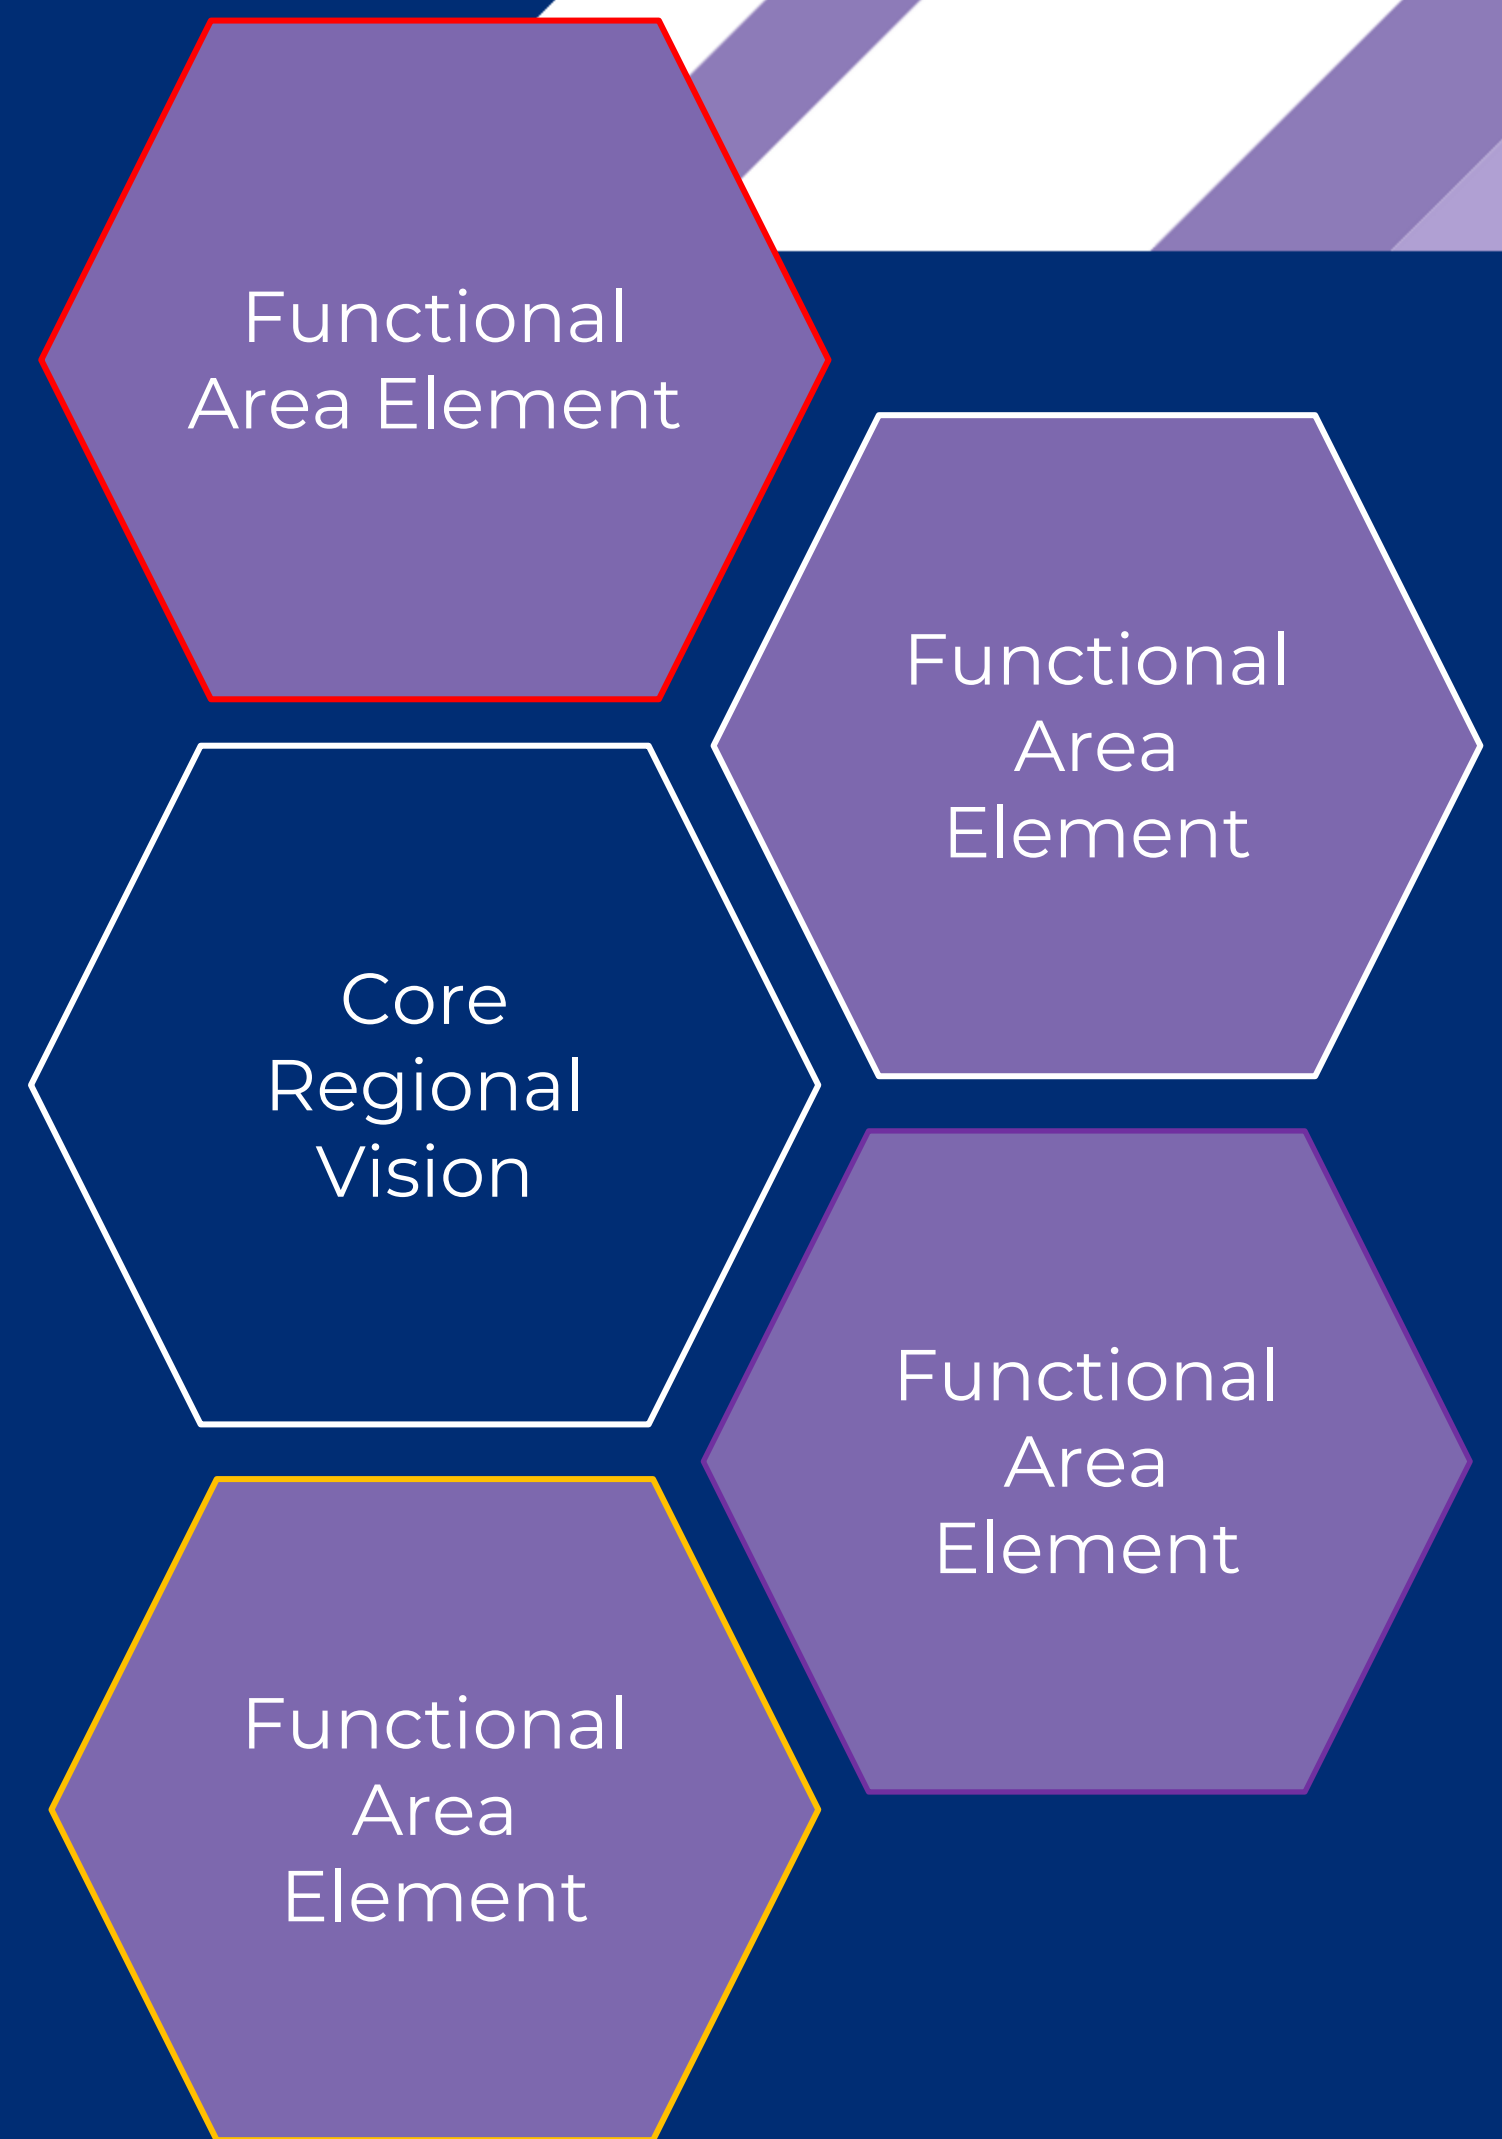 Functional
Area Element
Functional
Area
Element
Core
Regional
Vision
Functional
Area
Element
Functional
Area
Element